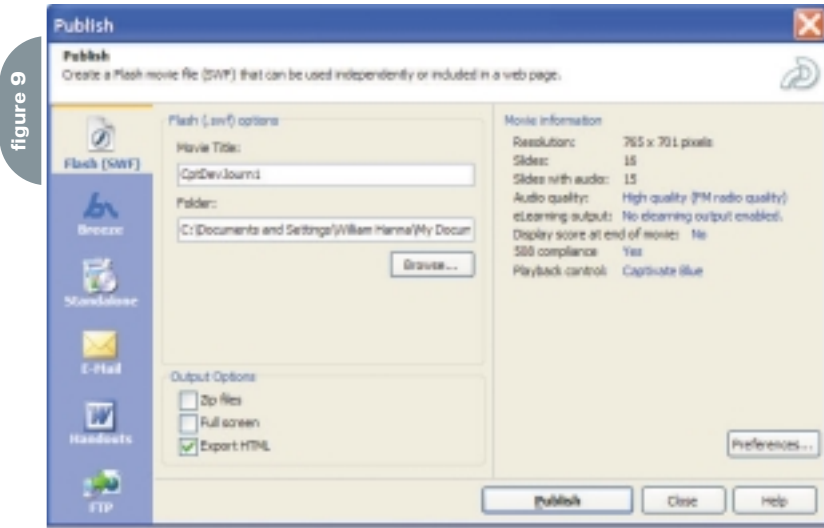 figure 9
Publish
Publish
Create a Flash movie file (SWF) that can be used independently or included in a web page.
Flash (SWF)
Breeze
Standalone
E-Mail
Handouts
FTP
Flash (.swf) options
Movie Title:
CptDevJourn1
Folder:
C:\Documents and Settings\William Hanna\My Docum
Browse...
Output Options
Zip files
Full screen
Export HTML
Movie information
Resolution: 765 x 701 pixels
Slides: 16
Slides with audio: 15
Audio quality: High quality (FM radio quality)
eLearning output: No elearning output enabled.
Display score at end of movie: No
508 compliance Yes
Playback control: Captivate Blue
Preferences...
Publish
Close
Help